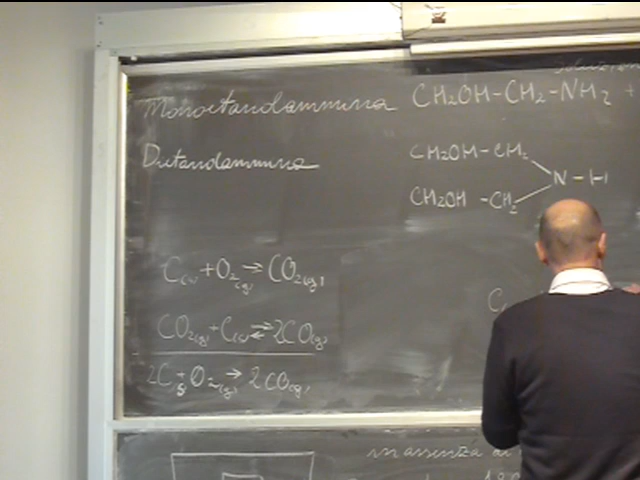 Monoetanolammina CH2OH-CH2-NH2 +
Dietanolammina
CH2OH-CH2
N-H
CH2OH-CH2
C(s)+O2(g)→CO2(g)
CO2(g)+C(s)⇌2CO(g)
2C(s)+O2(g)→2CO(g)
in assenza di